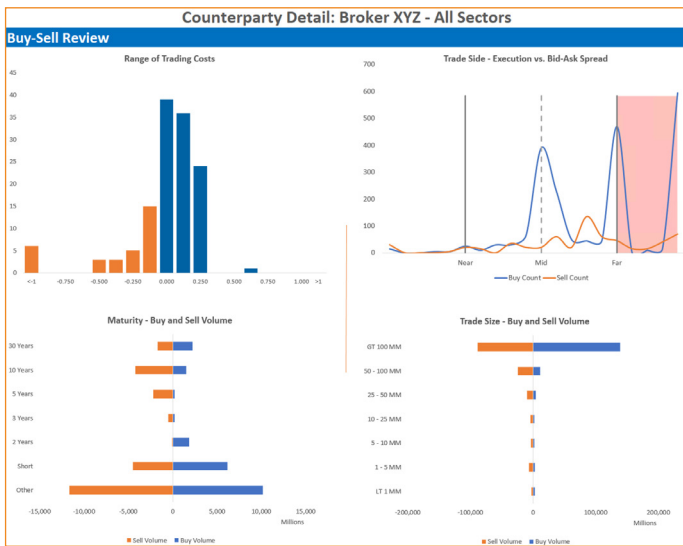 Counterparty Detail: Broker XYZ - All Sectors
Buy-Sell Review
Range of Trading Costs
45
40
35
30
25
20
15
10
5
0
<-1 -0.750 -0.500 -0.250 0.000 0.250 0.500 0.750 1.000 >1
Trade Side - Execution vs. Bid-Ask Spread
700
600
500
400
300
200
100
0
Near Mid Far
Buy Count Sell Count
Maturity - Buy and Sell Volume
30 Years
10 Years
5 Years
3 Years
2 Years
Short
Other
-15,000 -10,000 -5,000 0 5,000 10,000 15,000
Millions
Sell Volume Buy Volume
Trade Size - Buy and Sell Volume
GT 100 MM
50 - 100 MM
25 - 50 MM
10 - 25 MM
5 - 10 MM
1 - 5 MM
LT 1 MM
-200,000 -100,000 0 100,000 200,000
Millions
Sell Volume Buy Volume